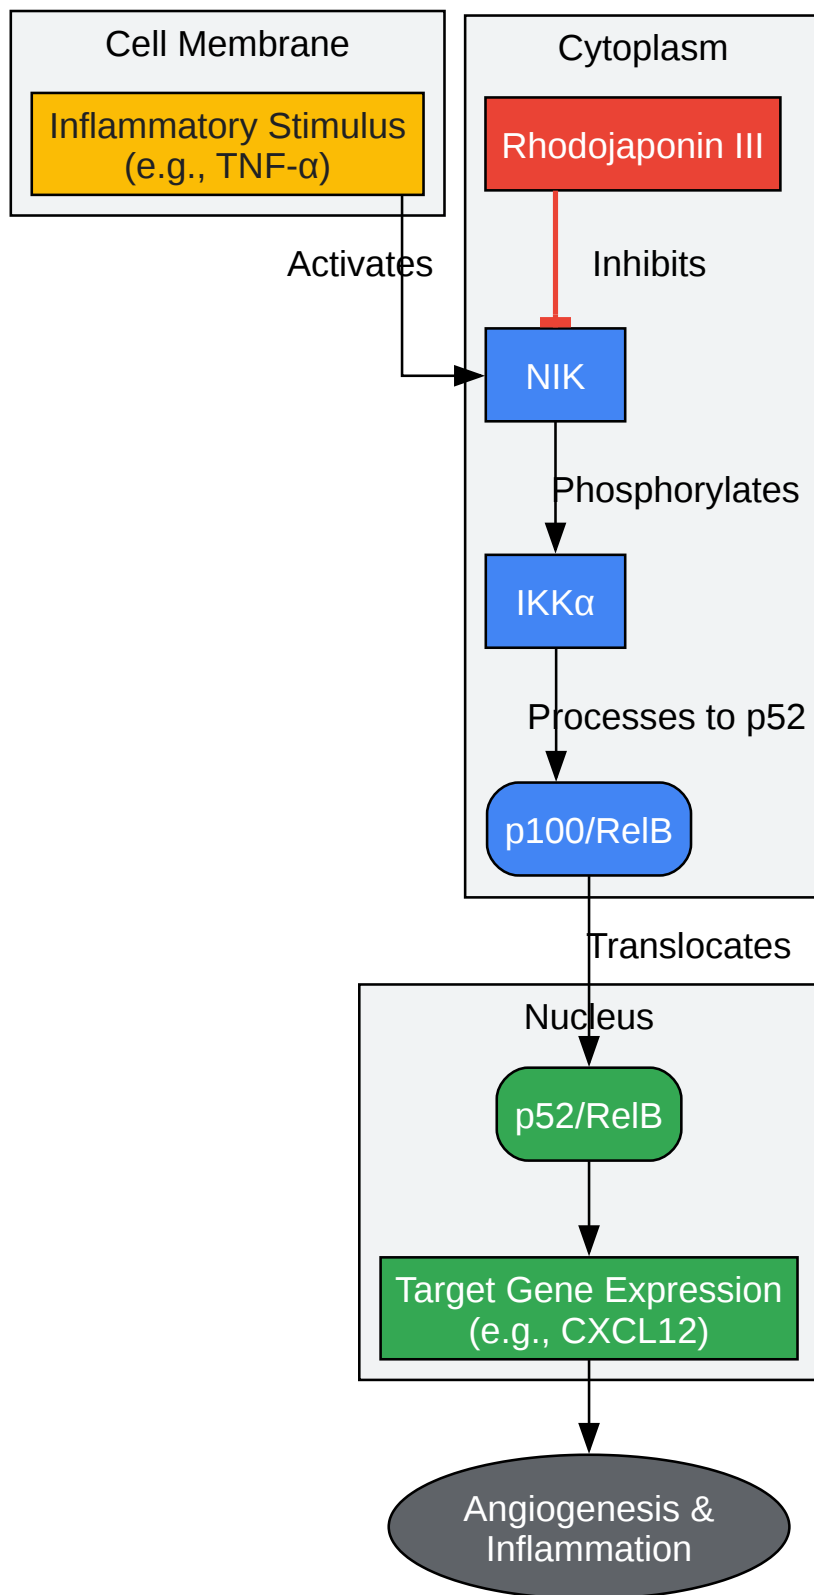 Cell Membrane
Inflammatory Stimulus
(e.g., TNF-α)
Cytoplasm
Rhodojaponin III
Activates
Inhibits
NIK
Phosphorylates
IKKα
Processes to p52
p100/RelB
Translocates
Nucleus
p52/RelB
Target Gene Expression
(e.g., CXCL12)
Angiogenesis &
Inflammation